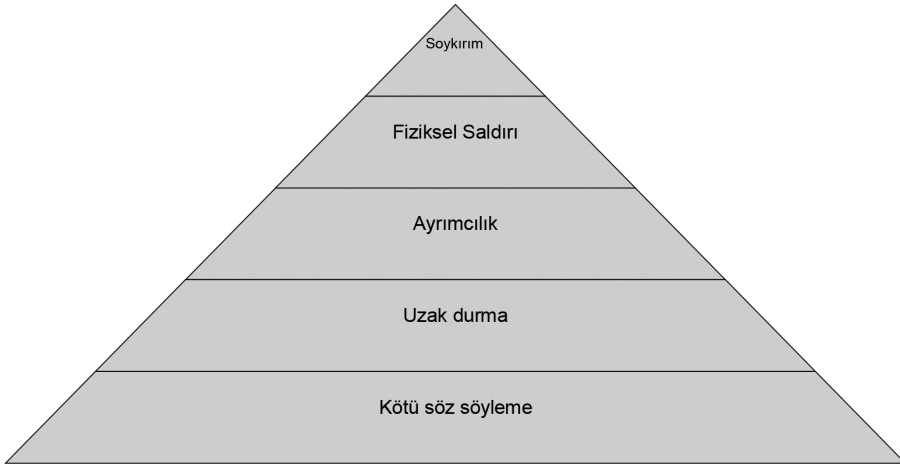 Soykırım
Fiziksel Saldırı
Ayrımcılık
Uzak durma
Kötü söz söyleme